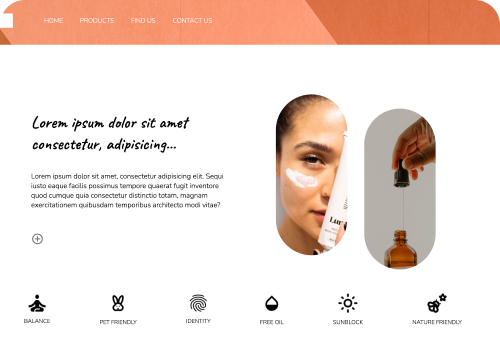 HOME PRODUCTS FIND US CONTACT US
Lorem ipsum dolor sit amet
consectetur, adipisicing...
Lorem ipsum dolor sit amet, consectetur adipisicing elit. Sequi
iusto eaque facilis possimus tempore quaerat fugit inventore
quod cumque quia consectetur distinctio totam, magnam
exercitationem quibusdam temporibus architecto modi vitae?
BALANCE PET FRIENDLY IDENTITY FREE OIL SUNBLOCK NATURE FRIENDLY